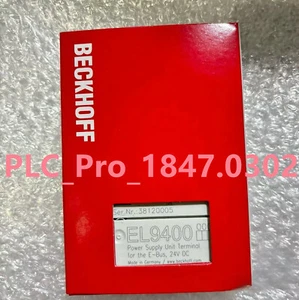 BECKHOFF
PLC_Pro_1847.0302
Ser.Nr. 38120005
EL9400
Power Supply Unit Terminal
for the E-Bus, 24V DC
Made in Germany / www.beckhoff.com